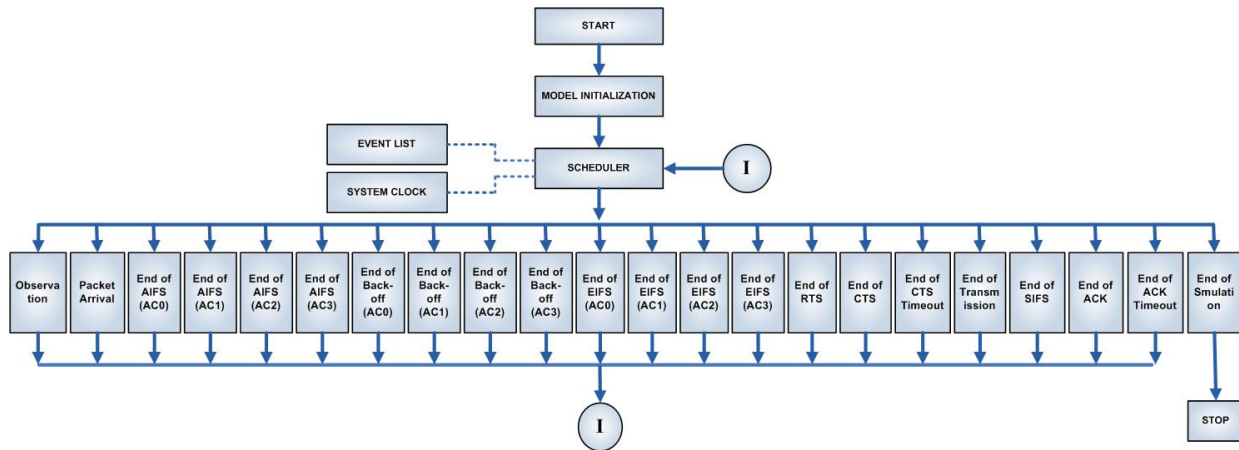 START
MODEL INITIALIZATION
EVENT LIST
SCHEDULER
I
SYSTEM CLOCK
Observa
tion
Packet
Arrival
End of
AIFS
(AC0)
End of
AIFS
(AC1)
End of
AIFS
(AC2)
End of
AIFS
(AC3)
End of
Back-
off
(AC0)
End of
Back-
off
(AC1)
End of
Back-
off
(AC2)
End of
Back-
off
(AC3)
End of
EIFS
(AC0)
End of
EIFS
(AC1)
End of
EIFS
(AC2)
End of
EIFS
(AC3)
End of
RTS
End of
CTS
End of
CTS
Timeout
End of
Transm
ission
End of
SIFS
End of
ACK
End of
ACK
Timeout
End of
Smulati
on
I
STOP